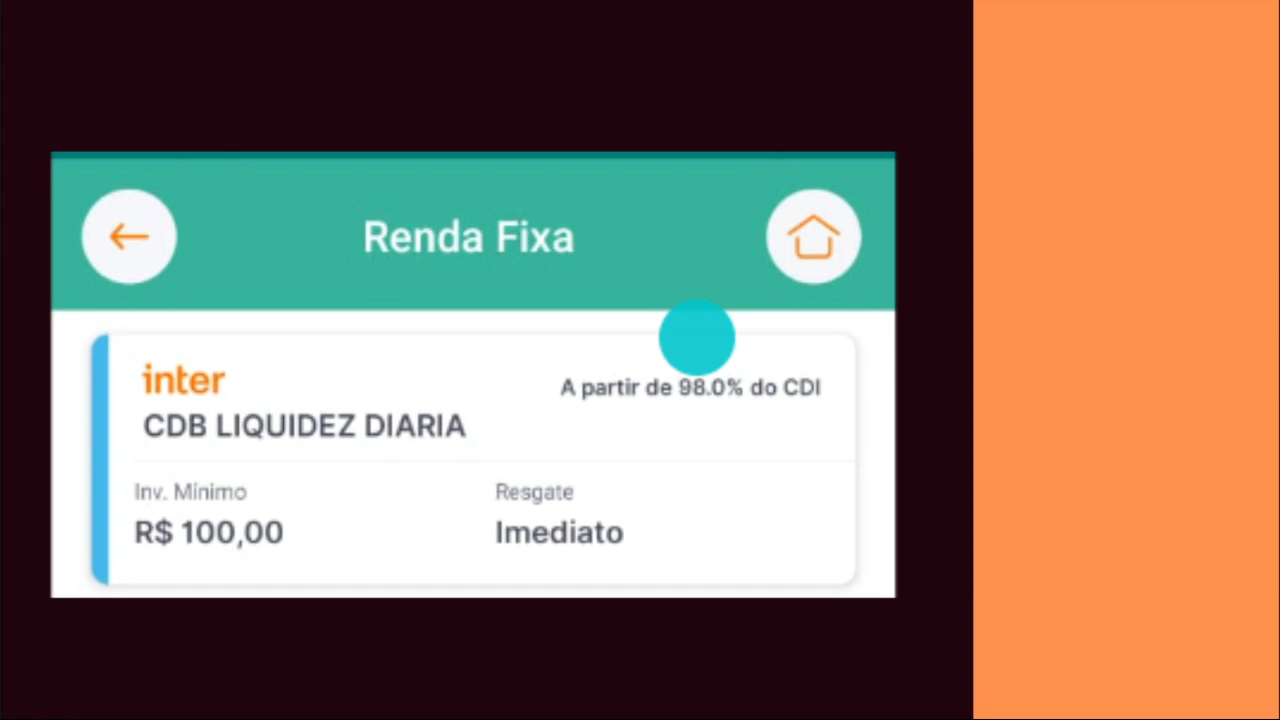 Renda Fixa
inter
A partir de 98.0% do CDI
CDB LIQUIDEZ DIARIA
Inv. Mínimo
Resgate
R$ 100,00
Imediato